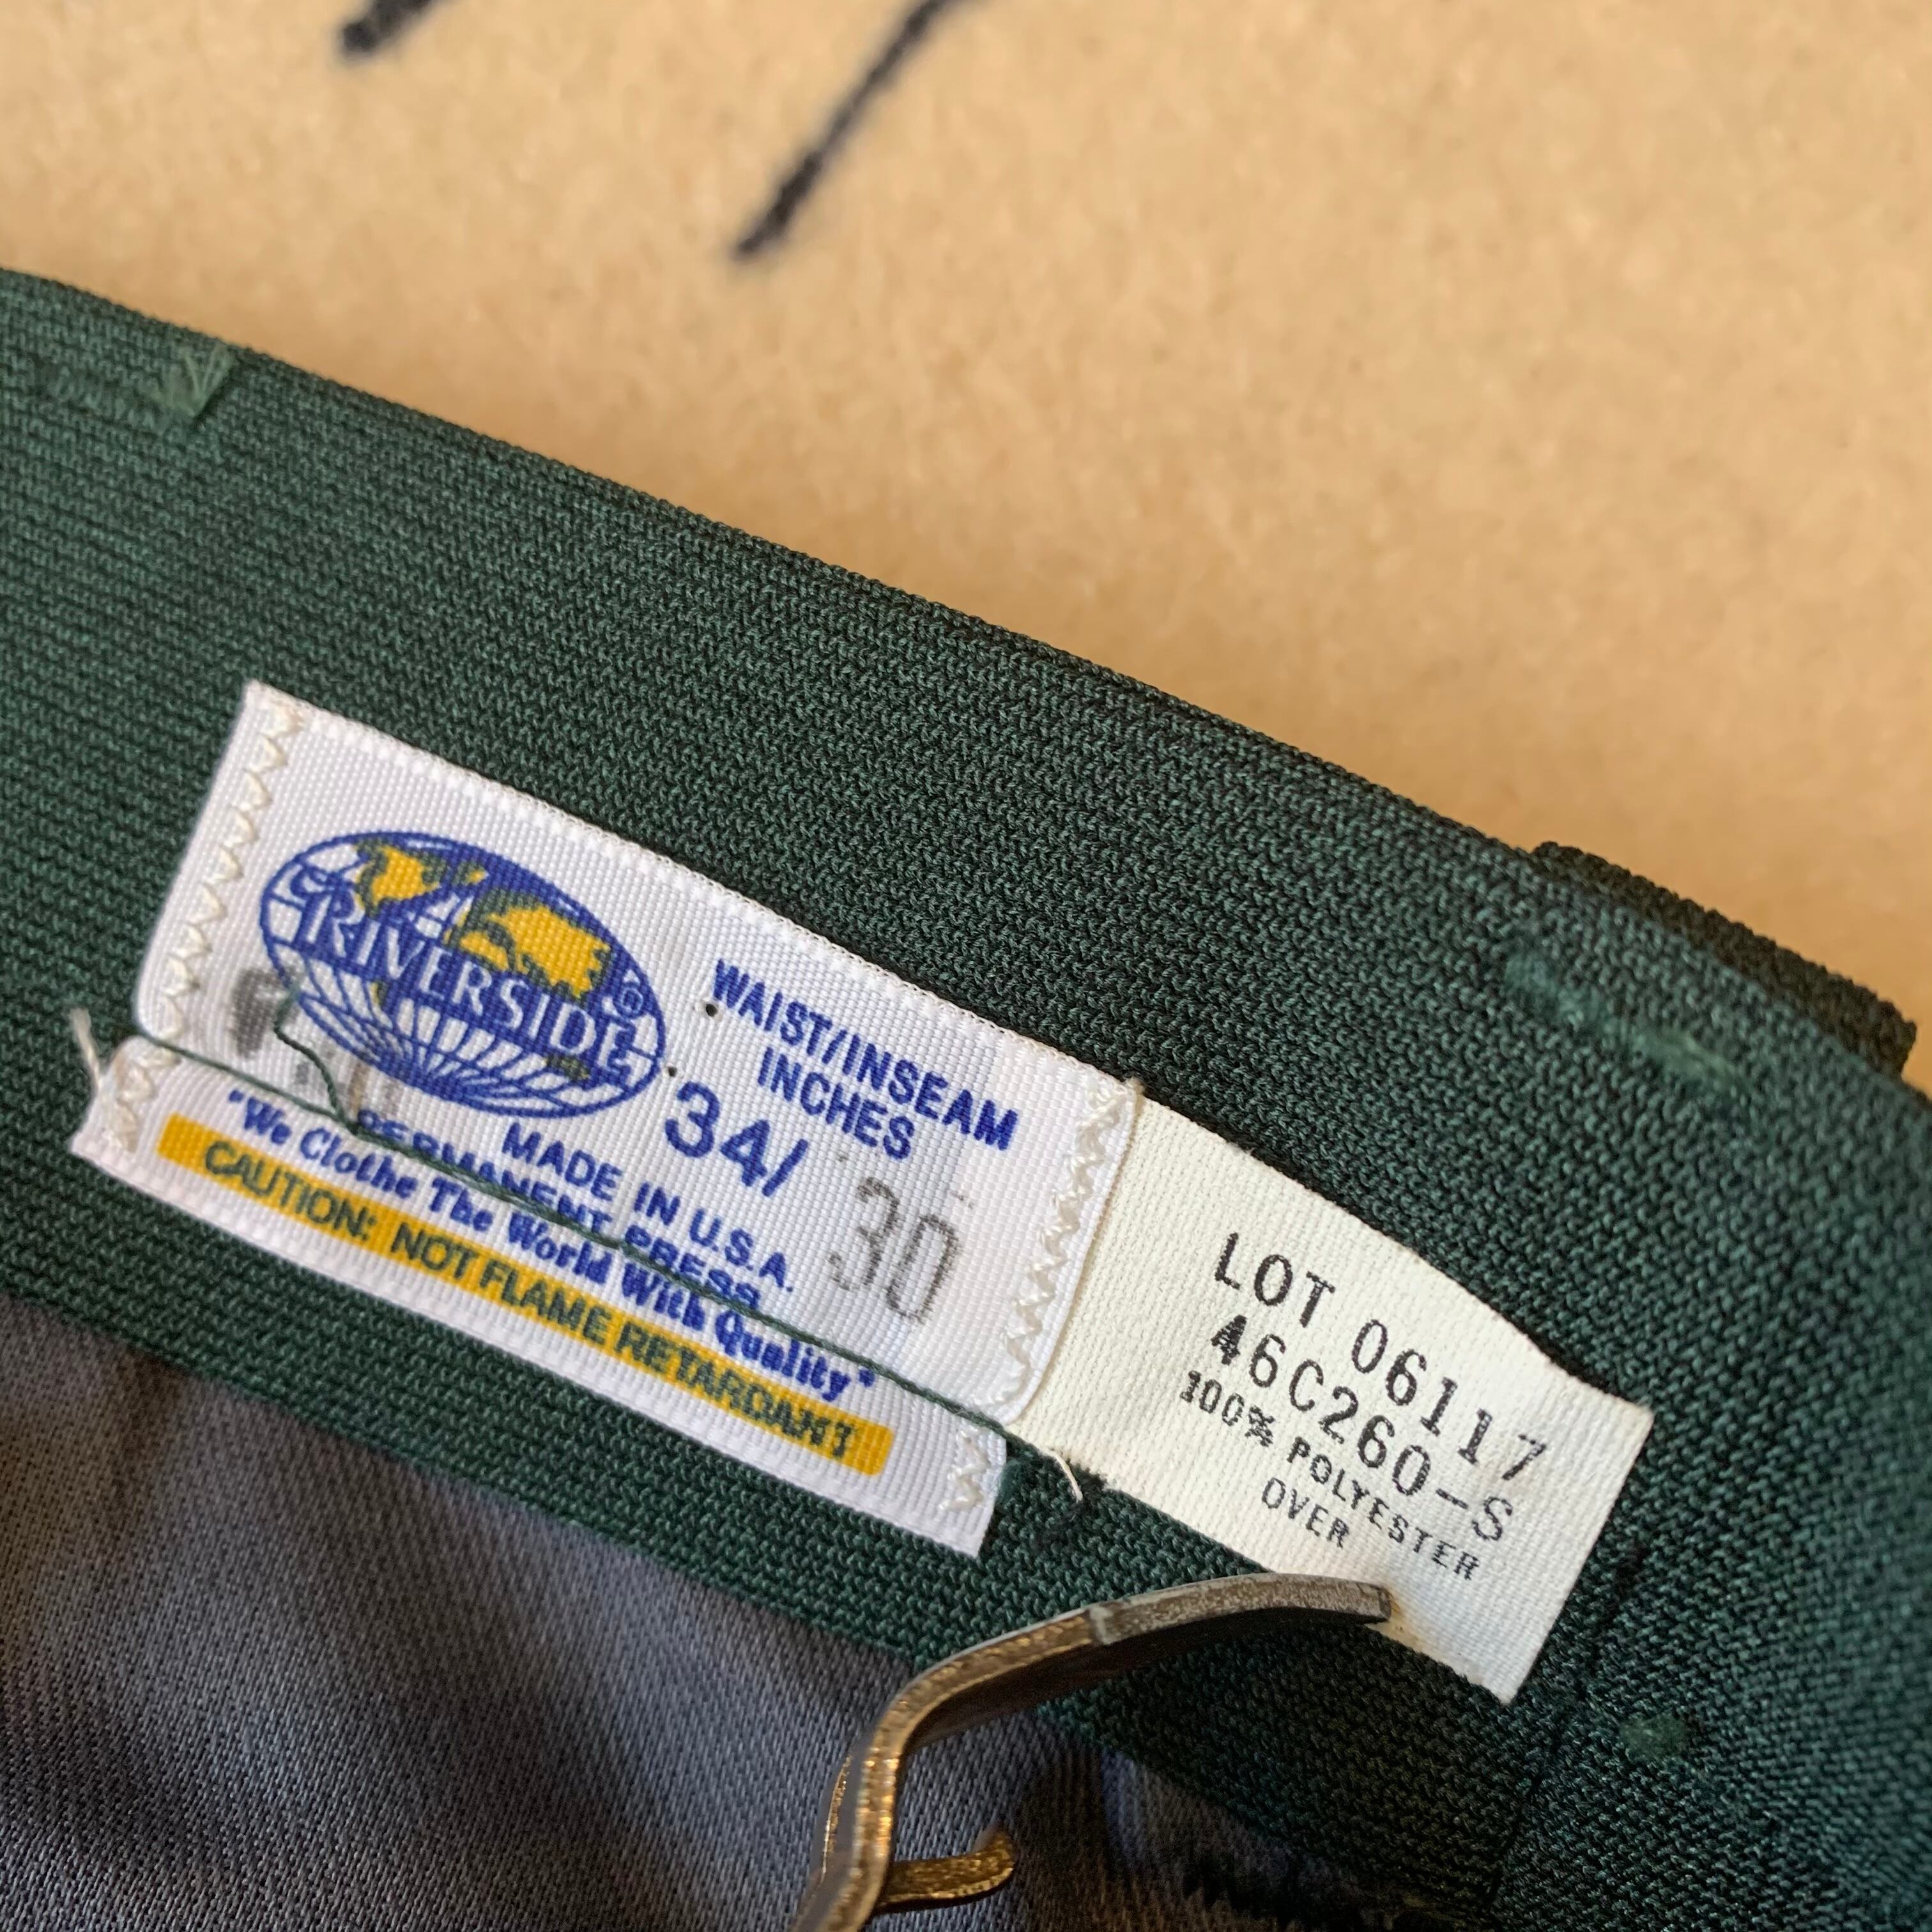 RIVERSIDE®
WAIST/INSEAM
INCHES
34/ 30
MADE IN U.S.A.
PERMANENT PRESS
"We Clothe The World With Quality"
CAUTION: NOT FLAME RETARDANT
LOT 06117
46C260-S
100% POLYESTER
OVER